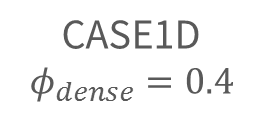 CASE1D
ϕ_dense = 0.4